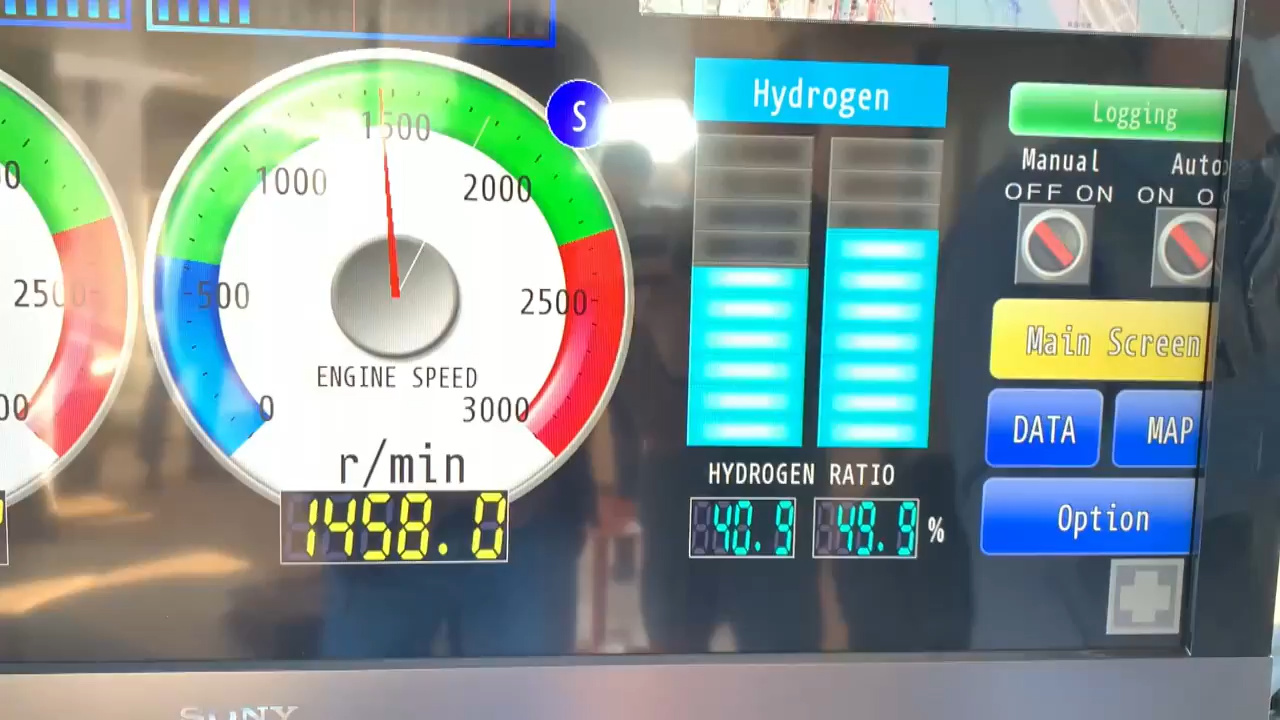 S
Hydrogen
Logging
1500
1000
2000
Manual
Auto
OFF ON
ON
500
2500
2500
Main Screen
ENGINE SPEED
0
3000
DATA
MAP
r/min
HYDROGEN RATIO
1458.0
40.9
49.9 %
Option
SONY